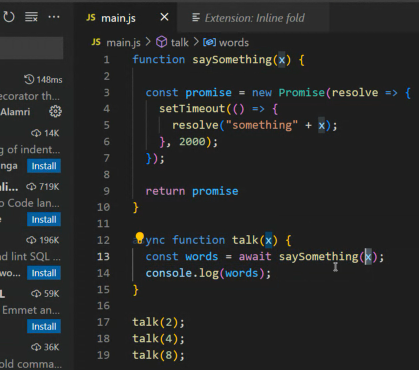 main.js
Extension: Inline fold
main.js > talk > words
148ms
ecorator th...
Alamri
14K
ng of indent...
nga
Install
li...
719K
o Code lan...
e
Install
196K
nd lint SQL
wo...
Install
L
59K
Emmet an...
Install
36K
old comma...
1 function saySomething(x) {
2
3 const promise = new Promise(resolve => {
4 setTimeout(() => {
5 resolve("something" + x);
6 }, 2000);
7 });
8
9 return promise
10 }
11
12 ync function talk(x) {
13 const words = await saySomething(x);
14 console.log(words);
15 }
16
17 talk(2);
18 talk(4);
19 talk(8);